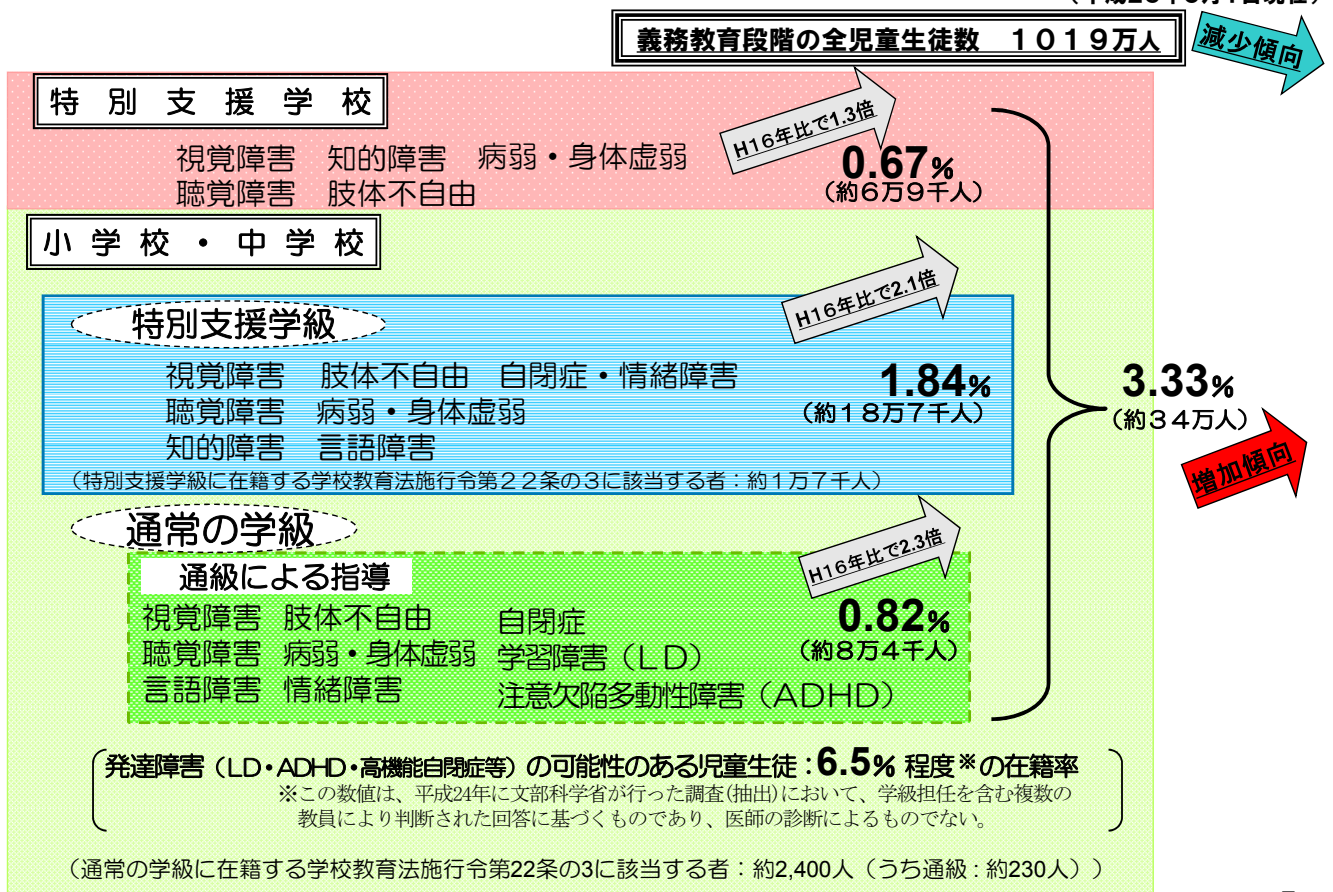 義務教育段階の全児童生徒数 1019万人
減少傾向
特別支援学校
H16年比で1.3倍
視覚障害 知的障害 病弱・身体虚弱
聴覚障害 肢体不自由
0.67%
(約6万9千人)
小学校・中学校
H16年比で2.1倍
特別支援学級
視覚障害 肢体不自由 自閉症・情緒障害
聴覚障害 病弱・身体虚弱
知的障害 言語障害
1.84%
(約18万7千人)
(特別支援学級に在籍する学校教育法施行令第22条の3に該当する者:約1万7千人)
3.33%
(約34万人)
増加傾向
通常の学級
H16年比で2.3倍
通級による指導
視覚障害 肢体不自由 自閉症
聴覚障害 病弱・身体虚弱 学習障害(LD)
言語障害 情緒障害 注意欠陥多動性障害(ADHD)
0.82%
(約8万4千人)
発達障害(LD・ADHD・高機能自閉症等)の可能性のある児童生徒:6.5%程度※の在籍率
※この数値は、平成24年に文部科学省が行った調査(抽出)において、学級担任を含む複数の
教員により判断された回答に基づくものであり、医師の診断によるものでない。
(通常の学級に在籍する学校教育法施行令第22条の3に該当する者:約2,400人(うち通級:約230人))